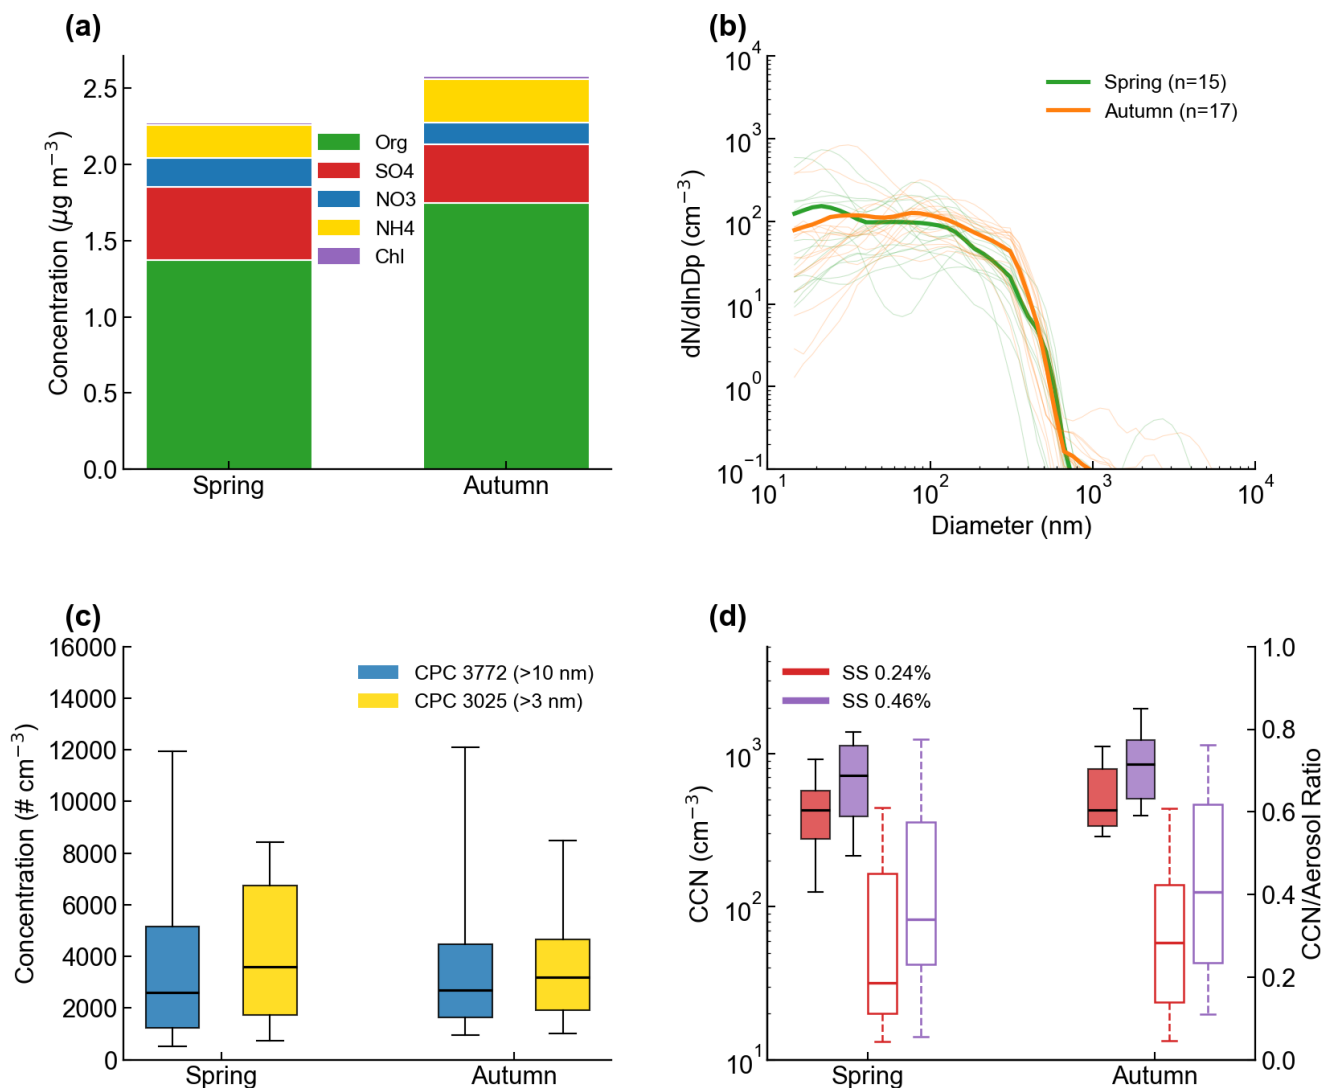 (a)
Concentration (μg m⁻³)
2.5
2.0
1.5
1.0
0.5
0.0
Org
SO4
NO3
NH4
Chl
Spring
Autumn
(b)
dN/dlnDp (cm⁻³)
10⁴
10³
10²
10¹
10⁰
10⁻¹
Spring (n=15)
Autumn (n=17)
10¹
10²
10³
10⁴
Diameter (nm)
(c)
Concentration (# cm⁻³)
16000
14000
12000
10000
8000
6000
4000
2000
0
CPC 3772 (>10 nm)
CPC 3025 (>3 nm)
Spring
Autumn
(d)
CCN (cm⁻³)
10³
10²
10¹
SS 0.24%
SS 0.46%
1.0
0.8
0.6
0.4
0.2
0.0
CCN/Aerosol Ratio
Spring
Autumn